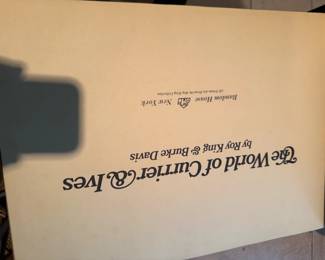 The World of Currier & Ives
by Roy King & Burke Davis
Random House New York